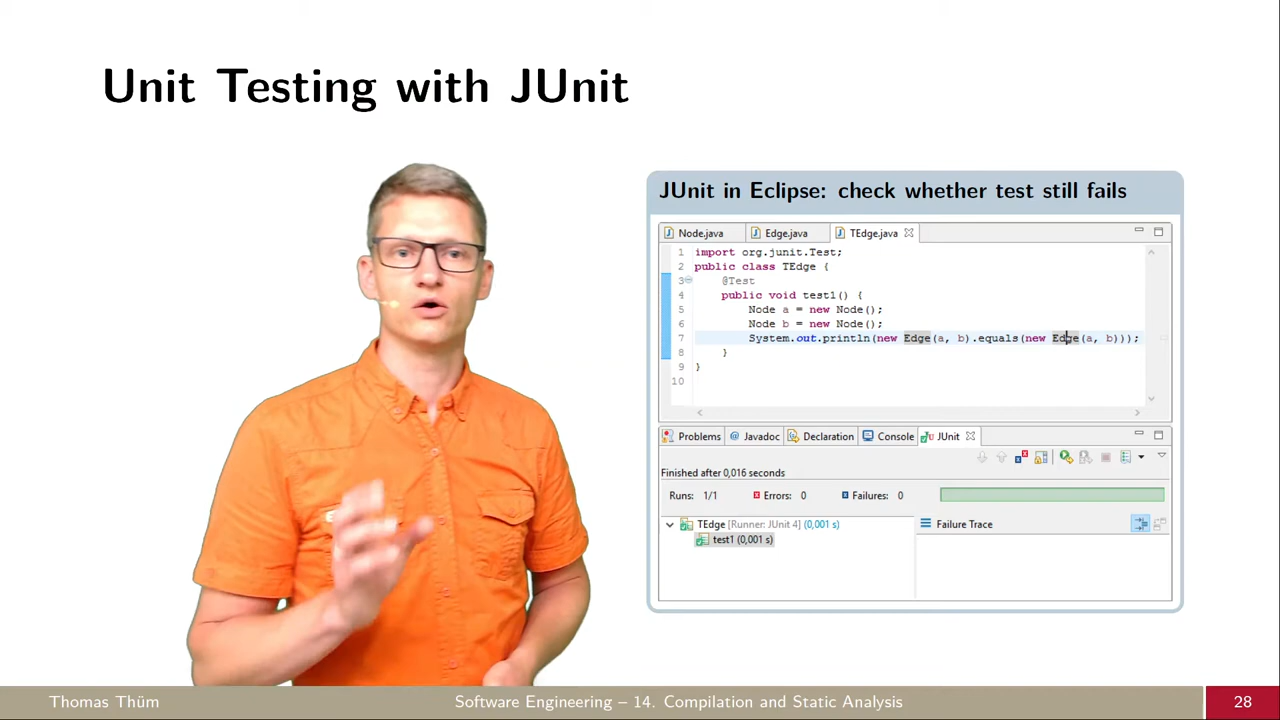 Unit Testing with JUnit
JUnit in Eclipse: check whether test still fails
Node.java Edge.java TEdge.java
1 import org.junit.Test;
2 public class TEdge {
3 @Test
4 public void test1() {
5 Node a = new Node();
6 Node b = new Node();
7 System.out.println(new Edge(a, b).equals(new Edge(a, b)));
8 }
9 }
10
Problems @ Javadoc Declaration Console JUnit
Finished after 0,016 seconds
Runs: 1/1 Errors: 0 Failures: 0
TEdge [Runner: JUnit 4] (0,001 s)
test1 (0,001 s)
Failure Trace
Thomas Thüm Software Engineering – 14. Compilation and Static Analysis 28